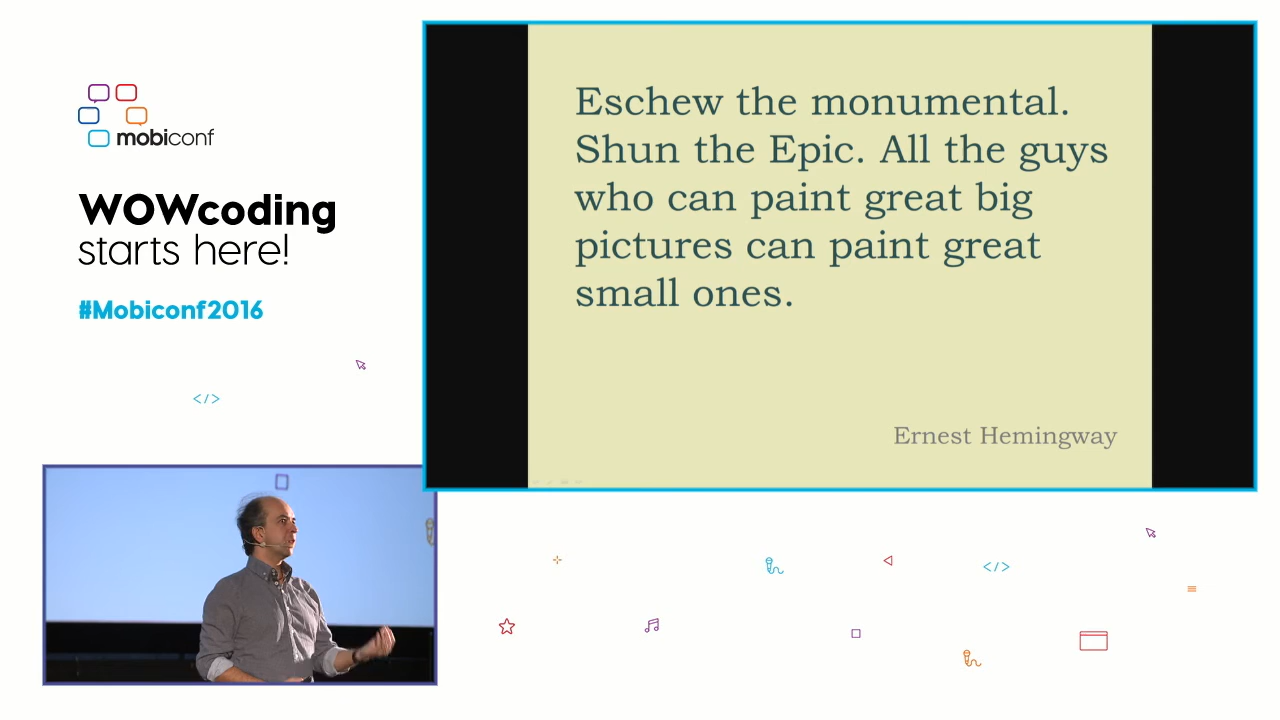 mobiconf
WOWcoding
starts here!
#Mobiconf2016
</>
Eschew the monumental.
Shun the Epic. All the guys
who can paint great big
pictures can paint great
small ones.
Ernest Hemingway
</>